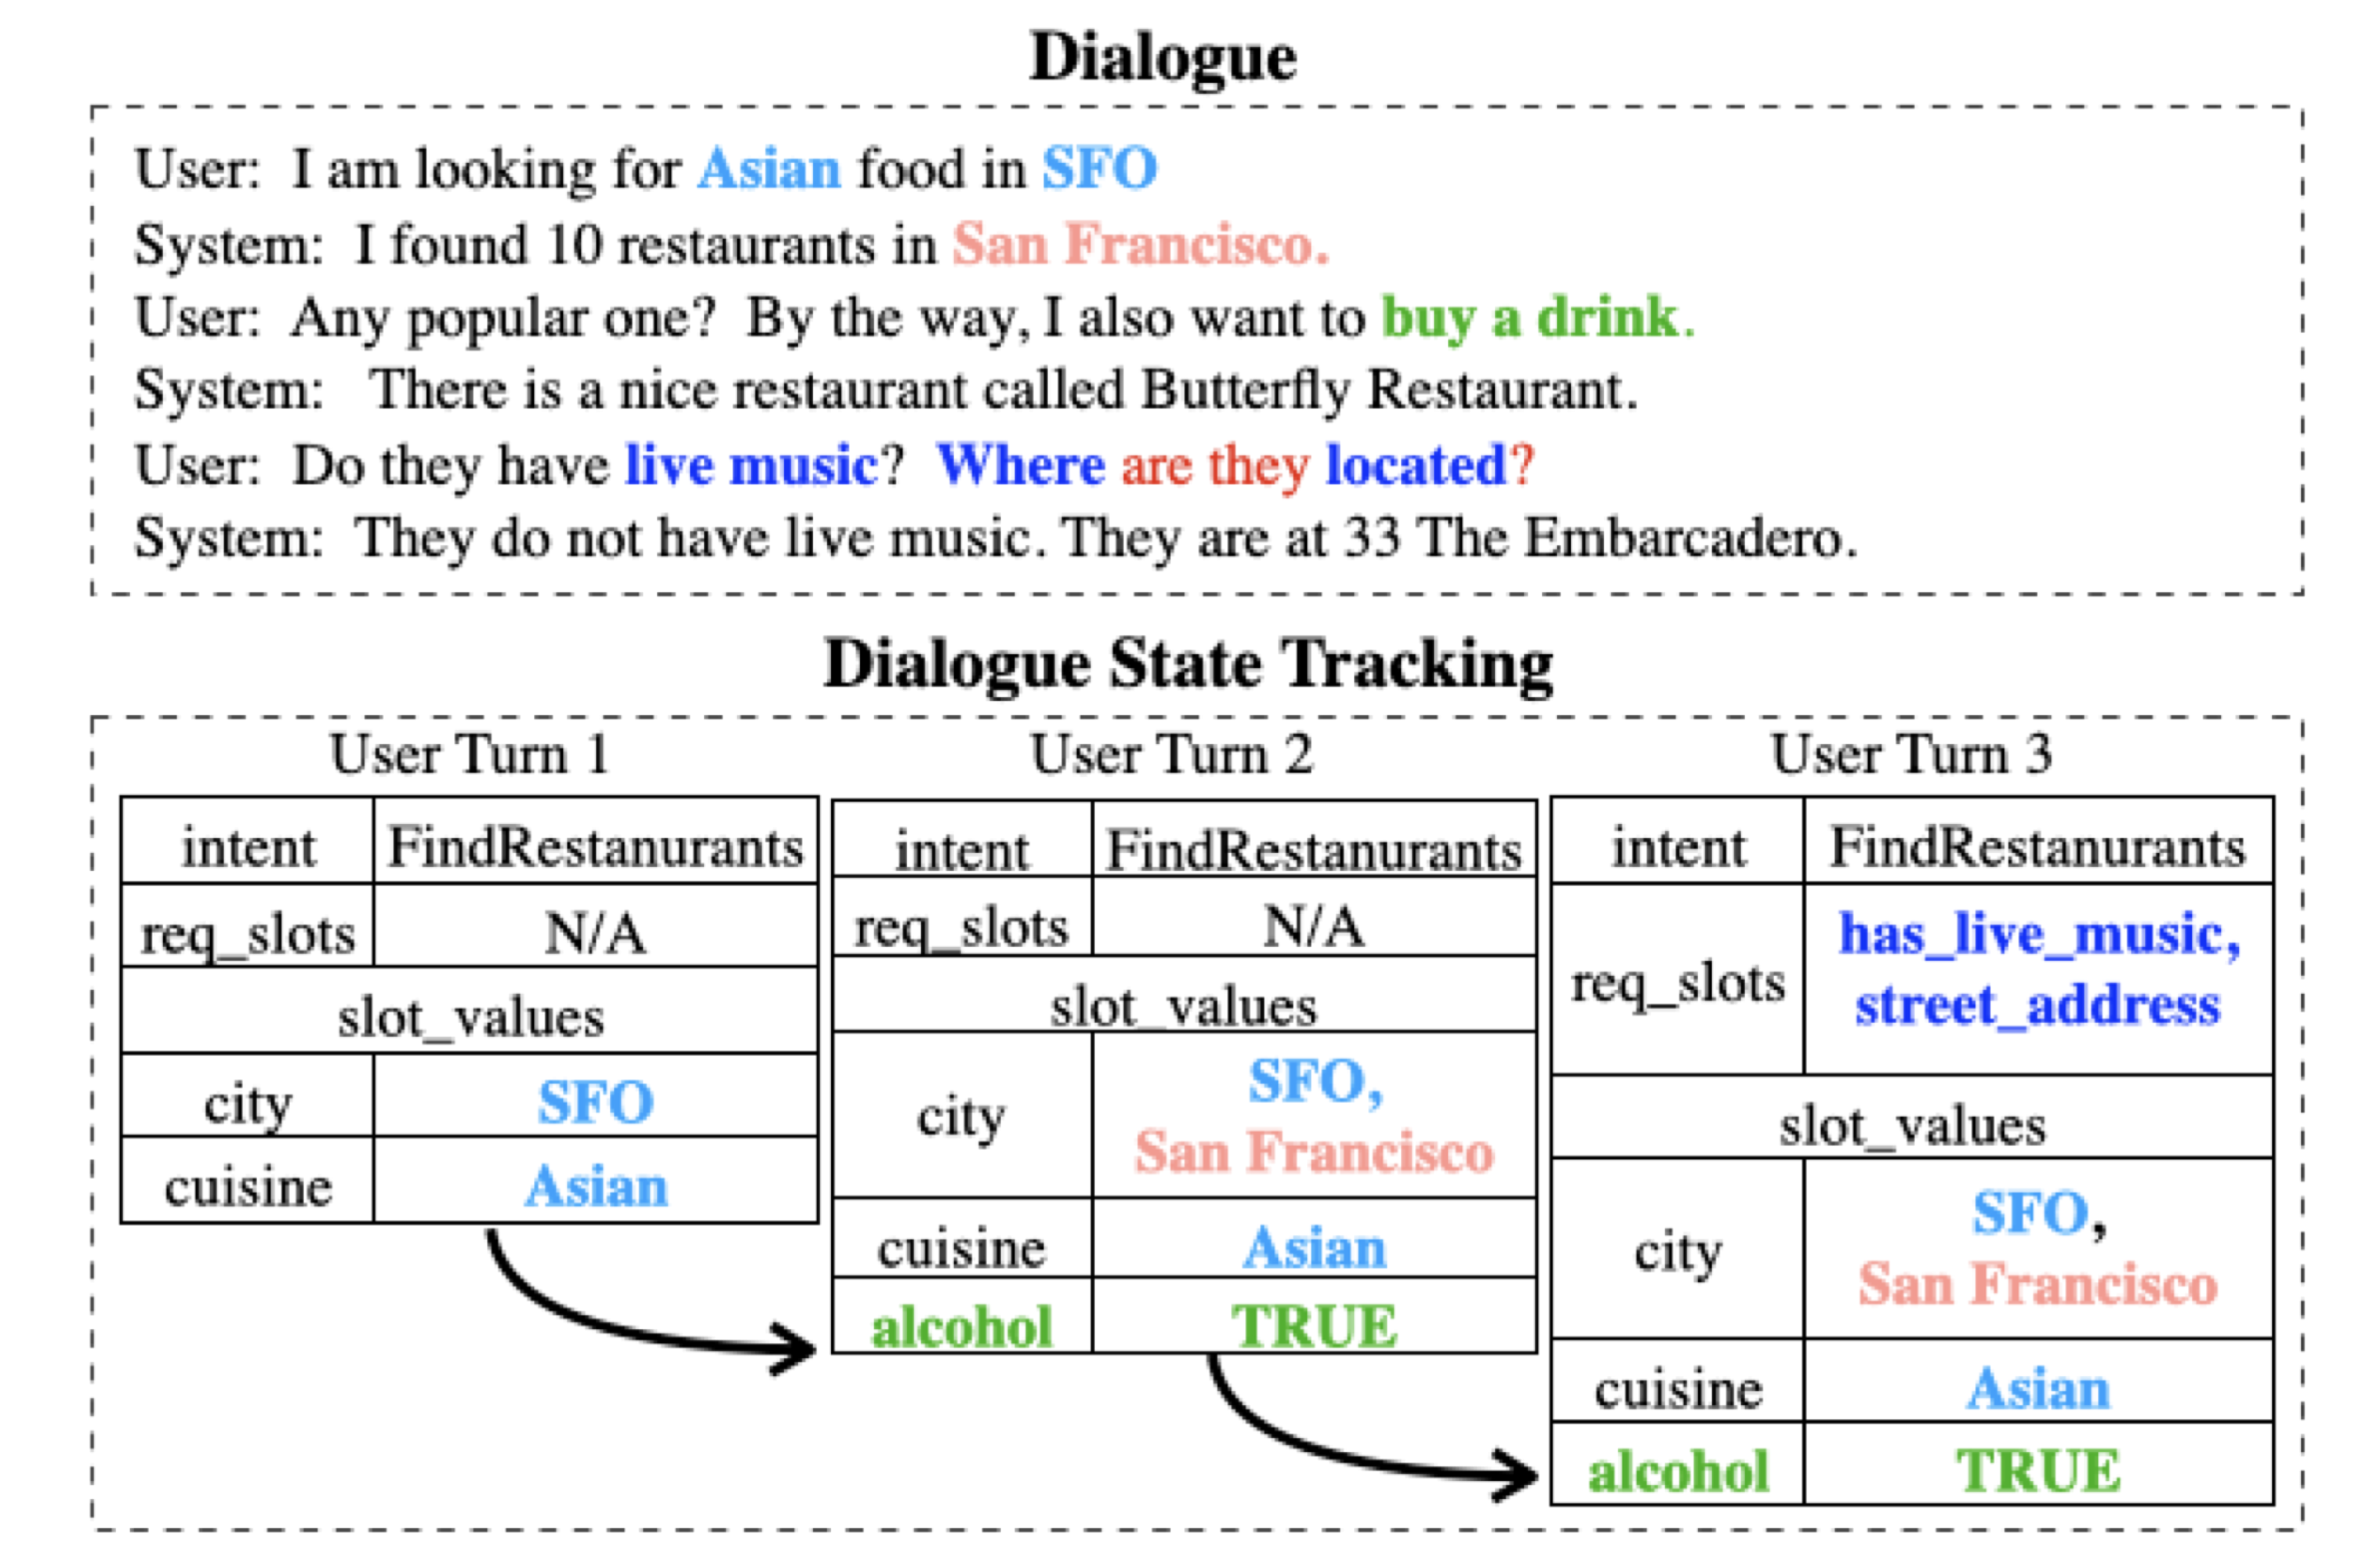 Dialogue
User: I am looking for Asian food in SFO
System: I found 10 restaurants in San Francisco.
User: Any popular one? By the way, I also want to buy a drink.
System: There is a nice restaurant called Butterfly Restaurant.
User: Do they have live music? Where are they located?
System: They do not have live music. They are at 33 The Embarcadero.
Dialogue State Tracking
User Turn 1
intent FindRestanurants
req_slots N/A
slot_values
city SFO
cuisine Asian
User Turn 2
intent FindRestanurants
req_slots N/A
slot_values
city SFO,
San Francisco
cuisine Asian
alcohol TRUE
User Turn 3
intent FindRestanurants
req_slots has_live_music,
street_address
slot_values
city SFO,
San Francisco
cuisine Asian
alcohol TRUE